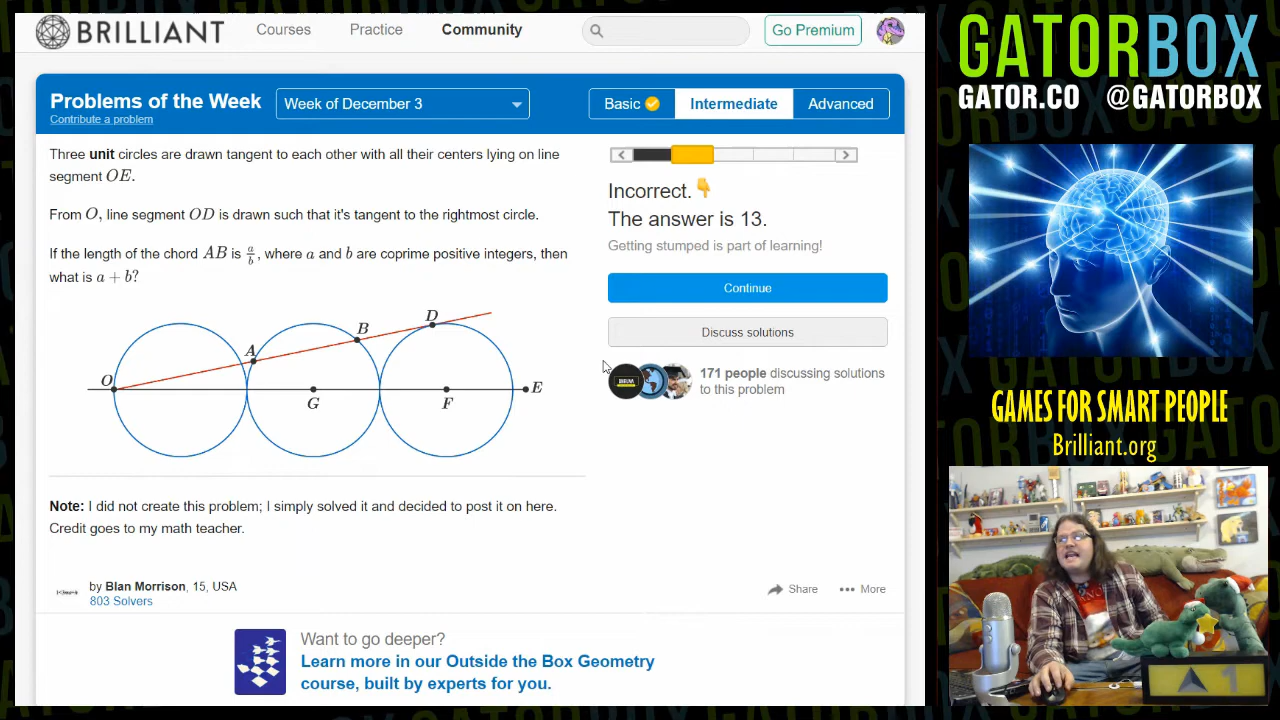 BRILLIANT
Courses
Practice
Community
Go Premium
Problems of the Week
Contribute a problem
Week of December 3
Basic
Intermediate
Advanced
Three unit circles are drawn tangent to each other with all their centers lying on line
segment OE.
From O, line segment OD is drawn such that it's tangent to the rightmost circle.
If the length of the chord AB is a/b, where a and b are coprime positive integers, then
what is a + b?
O
A
B
D
G
F
E
Note: I did not create this problem; I simply solved it and decided to post it on here.
Credit goes to my math teacher.
by Blan Morrison, 15, USA
803 Solvers
Share
More
Incorrect.👇
The answer is 13.
Getting stumped is part of learning!
Continue
Discuss solutions
171 people discussing solutions
to this problem
Want to go deeper?
Learn more in our Outside the Box Geometry
course, built by experts for you.
GATORBOX
GATOR.CO @GATORBOX
GAMES FOR SMART PEOPLE
Brilliant.org
1